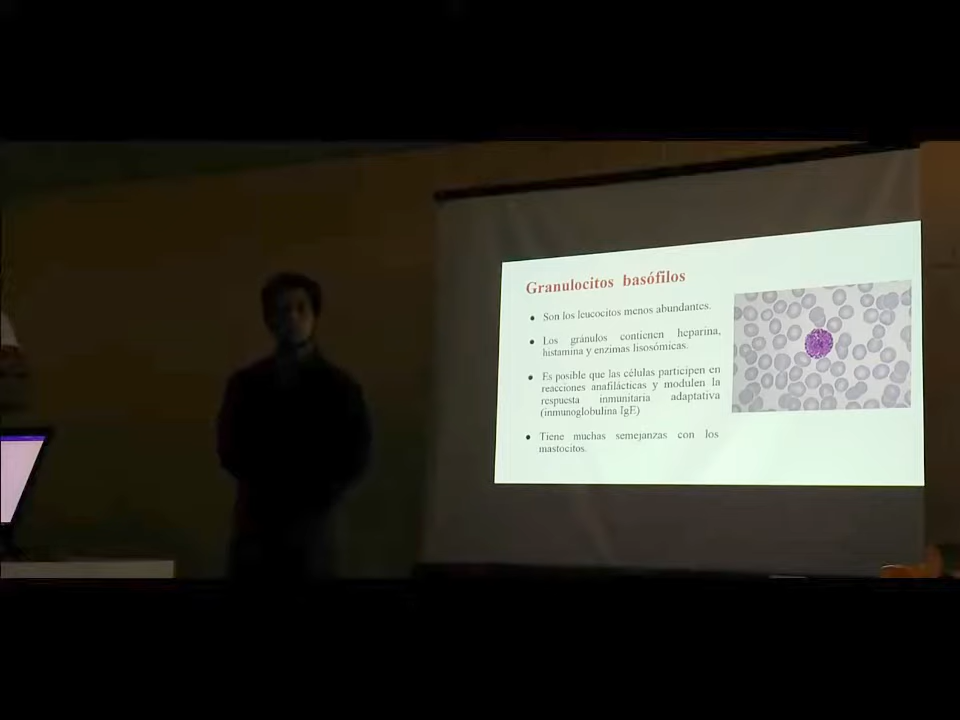 Granulocitos basófilos
● Son los leucocitos menos abundantes.
● Los gránulos contienen heparina,
histamina y enzimas lisosómicas.
● Es posible que las células participen en
reacciones anafilácticas y modulen la
respuesta inmunitaria adaptativa
(inmunoglobulina IgE)
● Tiene muchas semejanzas con los
mastocitos.